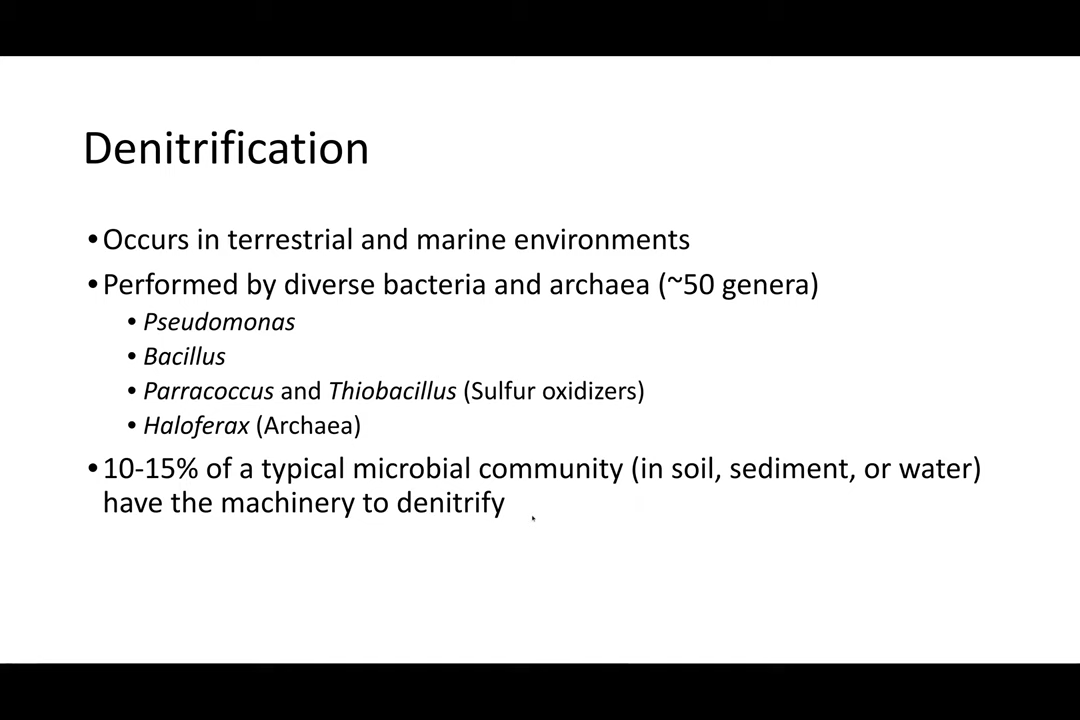 Denitrification
•Occurs in terrestrial and marine environments
•Performed by diverse bacteria and archaea (~50 genera)
• Pseudomonas
• Bacillus
• Parracoccus and Thiobacillus (Sulfur oxidizers)
• Haloferax (Archaea)
•10-15% of a typical microbial community (in soil, sediment, or water)
have the machinery to denitrify